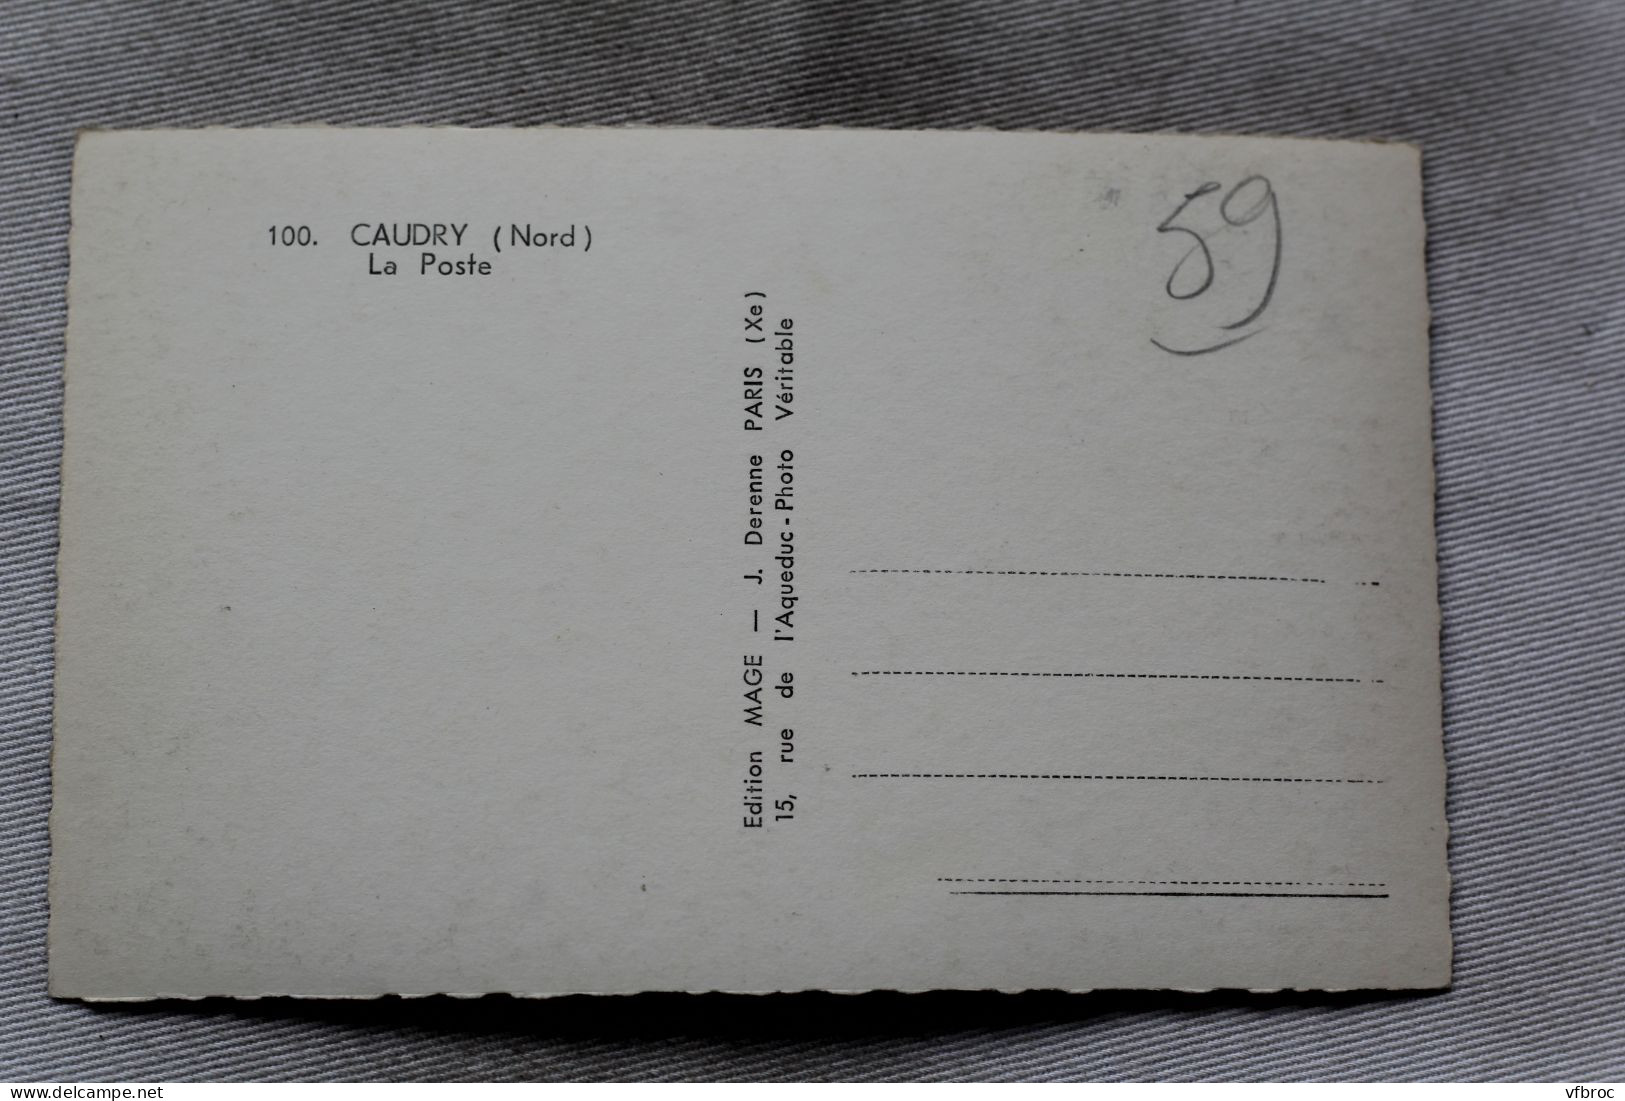 100. CAUDRY (Nord)
La Poste
59
Edition MAGE — J. Derenne PARIS (Xe)
15, rue de l'Aqueduc - Photo Véritable
www.delcampe.net
vfbroc